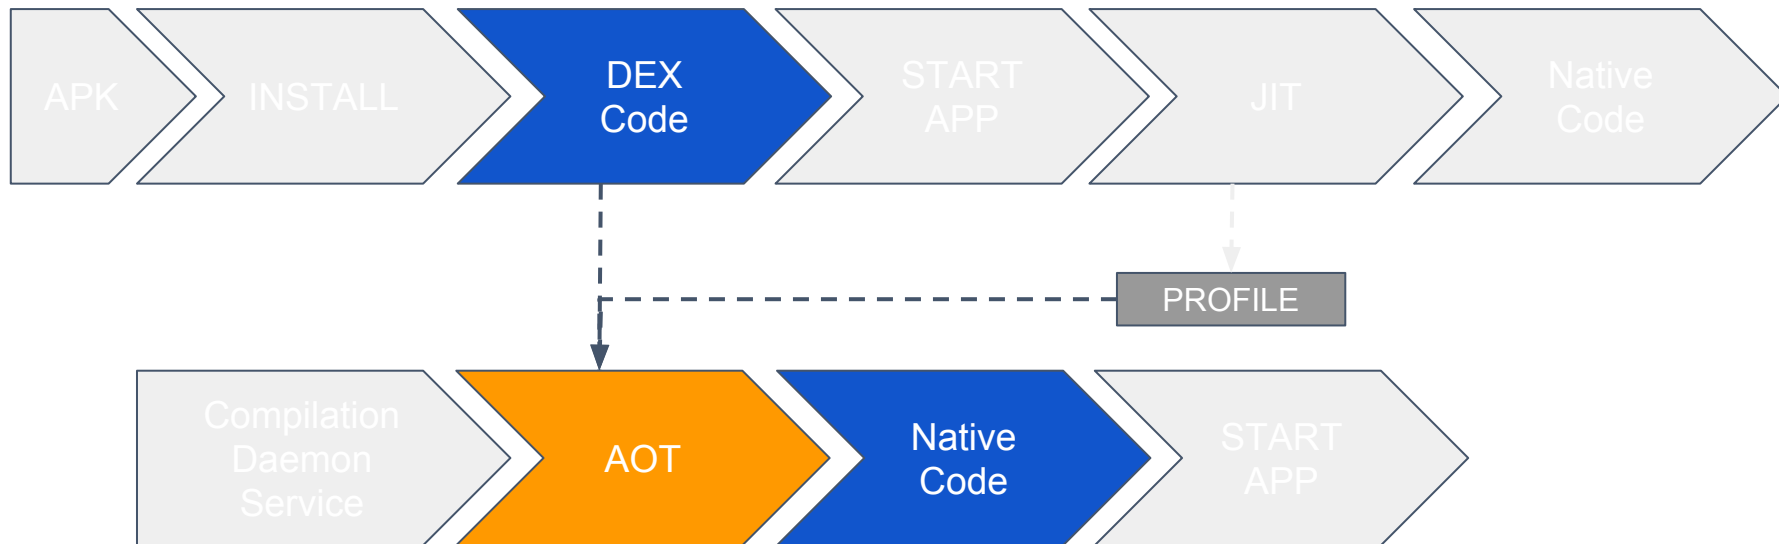 APK
INSTALL
DEX
Code
START
APP
JIT
Native
Code
PROFILE
Compilation
Daemon
Service
AOT
Native
Code
START
APP